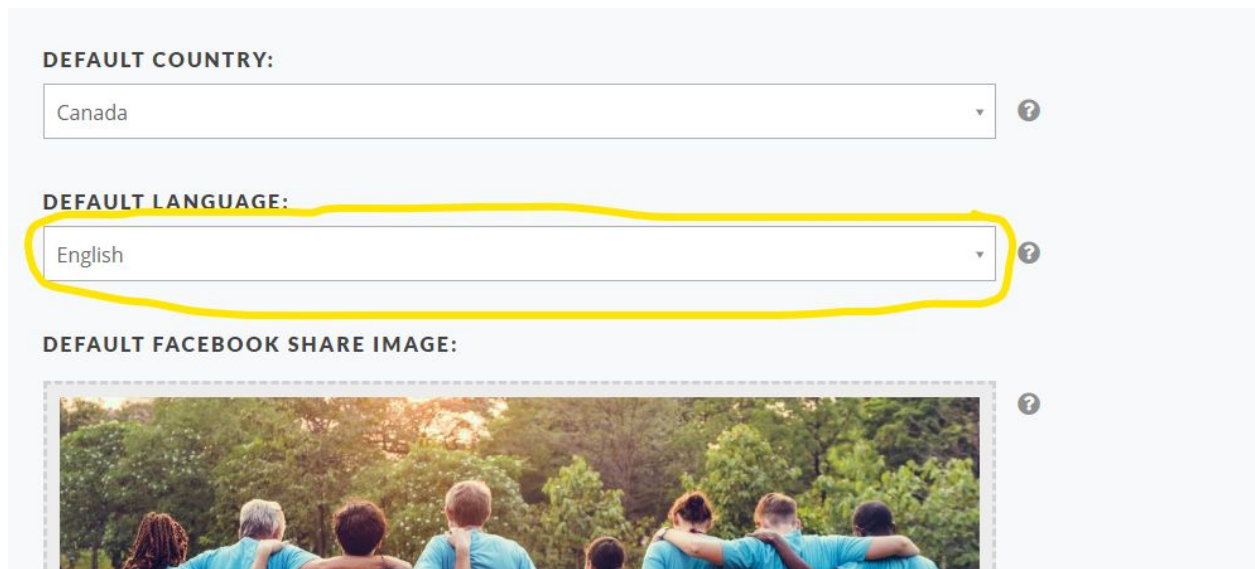 DEFAULT COUNTRY:
Canada
DEFAULT LANGUAGE:
English
DEFAULT FACEBOOK SHARE IMAGE: